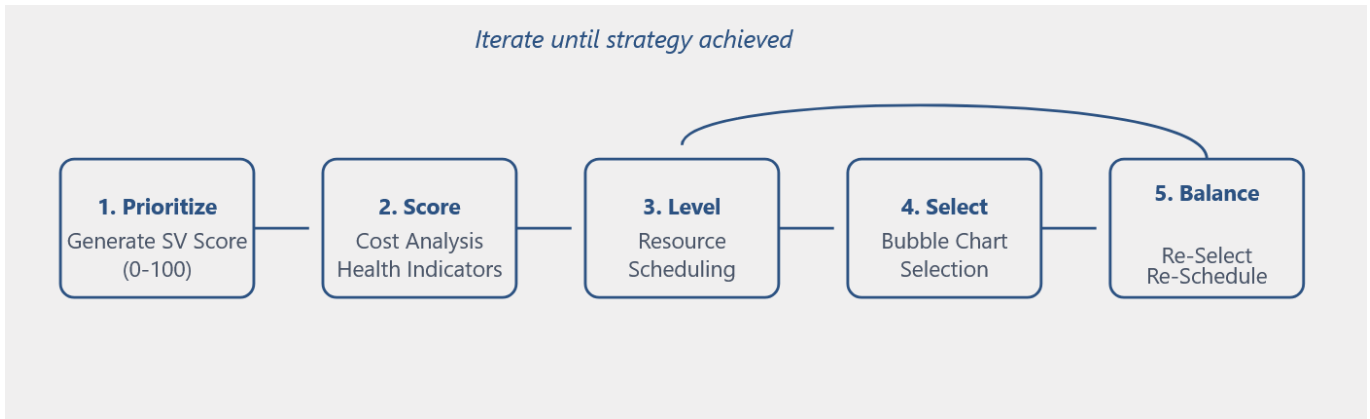 Iterate until strategy achieved
1. Prioritize
Generate SV Score
(0-100)
2. Score
Cost Analysis
Health Indicators
3. Level
Resource
Scheduling
4. Select
Bubble Chart
Selection
5. Balance
Re-Select
Re-Schedule